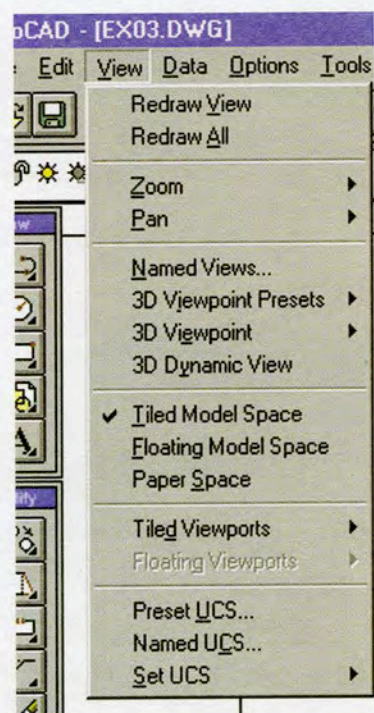 oCAD - [EX03.DWG]
Edit View Data Options Tools
Redraw View
Redraw All
Zoom
Pan
Named Views...
3D Viewpoint Presets
3D Viewpoint
3D Dynamic View
Tiled Model Space
Floating Model Space
Paper Space
Tiled Viewports
Floating Viewports
Preset UCS...
Named UCS...
Set UCS